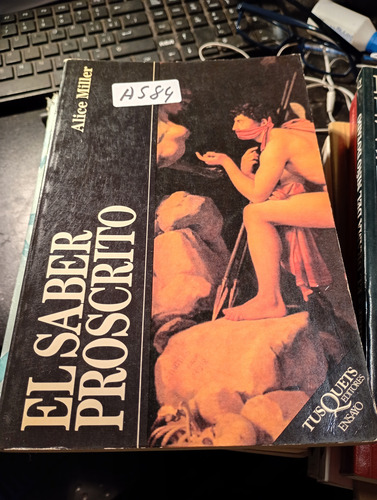 Alice Miller
A584
EL SABER
PROSCRITO
TUSQUETS
EDITORES
ENSAYO